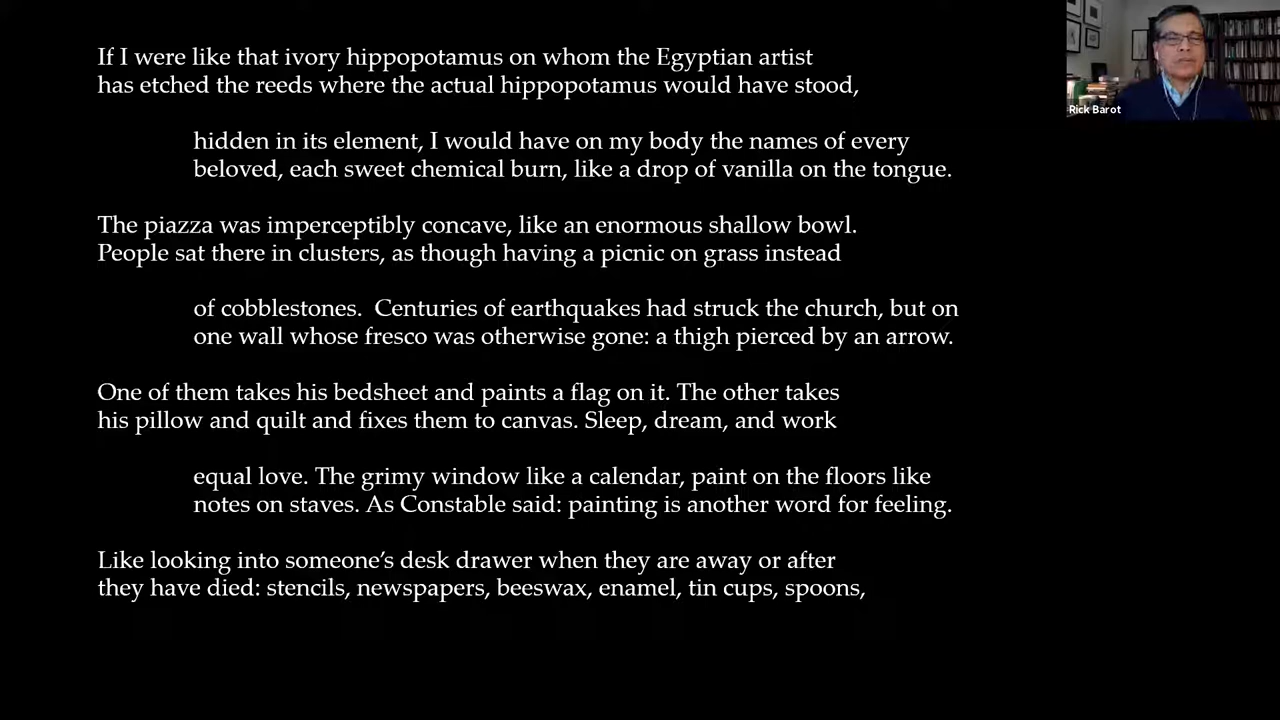 If I were like that ivory hippopotamus on whom the Egyptian artist
has etched the reeds where the actual hippopotamus would have stood,
hidden in its element, I would have on my body the names of every
beloved, each sweet chemical burn, like a drop of vanilla on the tongue.
The piazza was imperceptibly concave, like an enormous shallow bowl.
People sat there in clusters, as though having a picnic on grass instead
of cobblestones.  Centuries of earthquakes had struck the church, but on
one wall whose fresco was otherwise gone: a thigh pierced by an arrow.
One of them takes his bedsheet and paints a flag on it. The other takes
his pillow and quilt and fixes them to canvas. Sleep, dream, and work
equal love. The grimy window like a calendar, paint on the floors like
notes on staves. As Constable said: painting is another word for feeling.
Like looking into someone’s desk drawer when they are away or after
they have died: stencils, newspapers, beeswax, enamel, tin cups, spoons,
Rick Barot